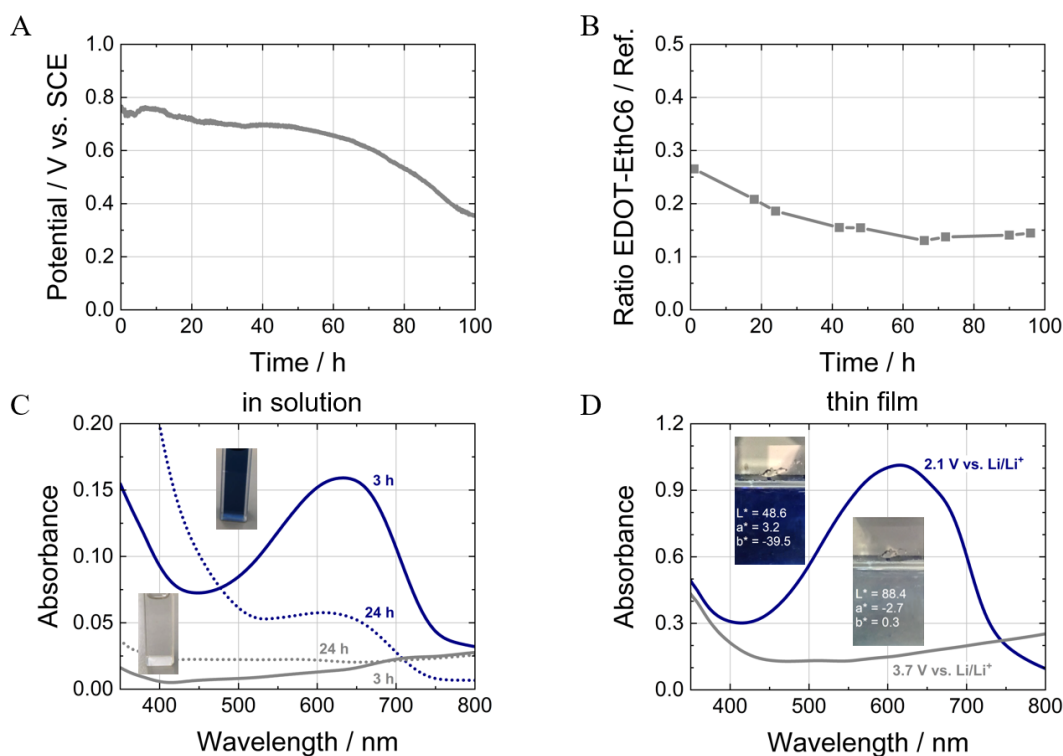 A
Potential / V vs. SCE
1.0
0.8
0.6
0.4
0.2
0.0
0 20 40 60 80 100
Time / h
B
Ratio EDOT-EthC6 / Ref.
0.5
0.4
0.3
0.2
0.1
0.0
0 20 40 60 80 100
Time / h
C
in solution
Absorbance
0.20
0.15
0.10
0.05
0.00
3 h
24 h
24 h
3 h
400 500 600 700 800
Wavelength / nm
D
thin film
Absorbance
1.2
0.9
0.6
0.3
0.0
2.1 V vs. Li/Li⁺
L* = 48.6
a* = 3.2
b* = -39.5
L* = 88.4
a* = -2.7
b* = 0.3
3.7 V vs. Li/Li⁺
400 500 600 700 800
Wavelength / nm